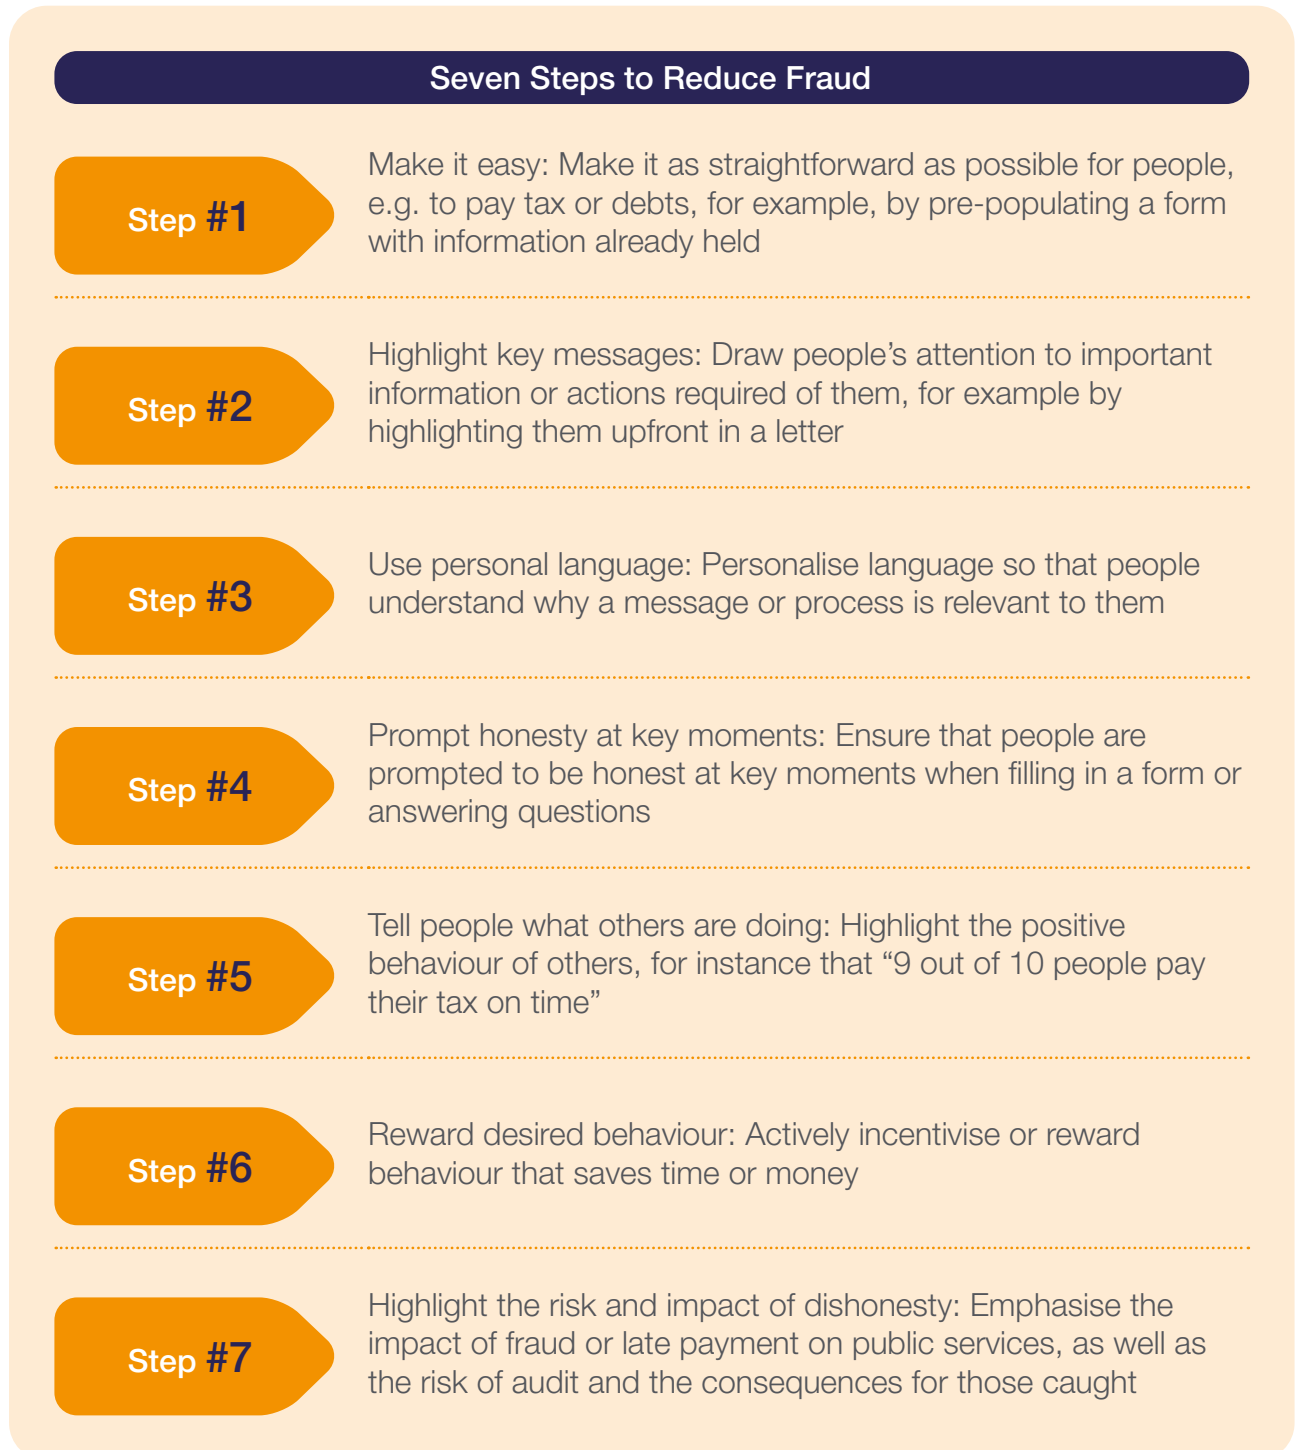 Seven Steps to Reduce Fraud
Step #1
Make it easy: Make it as straightforward as possible for people,
e.g. to pay tax or debts, for example, by pre-populating a form
with information already held
Step #2
Highlight key messages: Draw people’s attention to important
information or actions required of them, for example by
highlighting them upfront in a letter
Step #3
Use personal language: Personalise language so that people
understand why a message or process is relevant to them
Step #4
Prompt honesty at key moments: Ensure that people are
prompted to be honest at key moments when filling in a form or
answering questions
Step #5
Tell people what others are doing: Highlight the positive
behaviour of others, for instance that “9 out of 10 people pay
their tax on time”
Step #6
Reward desired behaviour: Actively incentivise or reward
behaviour that saves time or money
Step #7
Highlight the risk and impact of dishonesty: Emphasise the
impact of fraud or late payment on public services, as well as
the risk of audit and the consequences for those caught